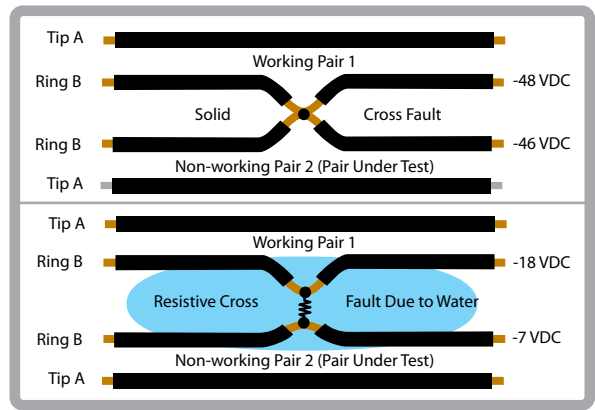 Tip A
Working Pair 1
Ring B
-48 VDC
Solid
Cross Fault
Ring B
-46 VDC
Non-working Pair 2 (Pair Under Test)
Tip A
Tip A
Working Pair 1
Ring B
-18 VDC
Resistive Cross
Fault Due to Water
Ring B
-7 VDC
Non-working Pair 2 (Pair Under Test)
Tip A